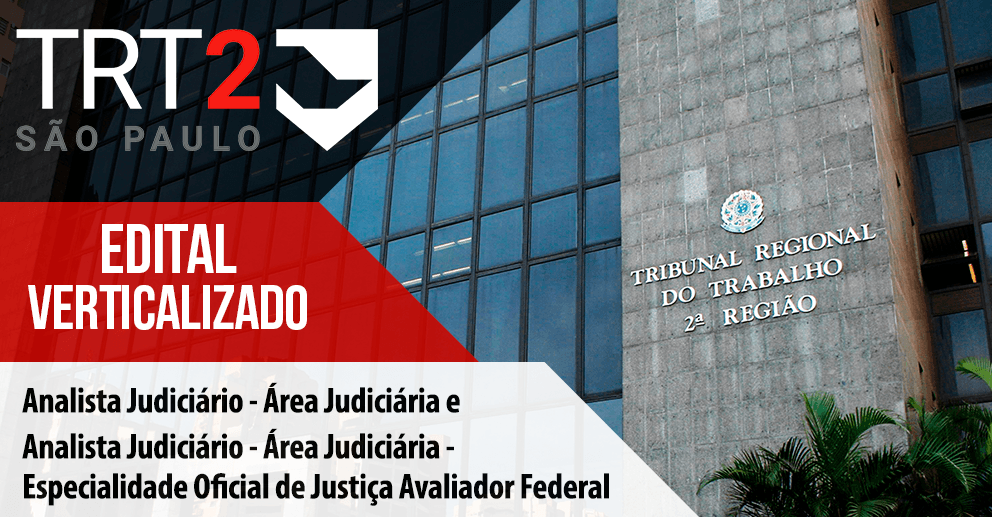 TRT2
SÃO PAULO
EDITAL
VERTICALIZADO
TRIBUNAL REGIONAL
DO TRABALHO
2ª REGIÃO
Analista Judiciário - Área Judiciária e
Analista Judiciário - Área Judiciária -
Especialidade Oficial de Justiça Avaliador Federal